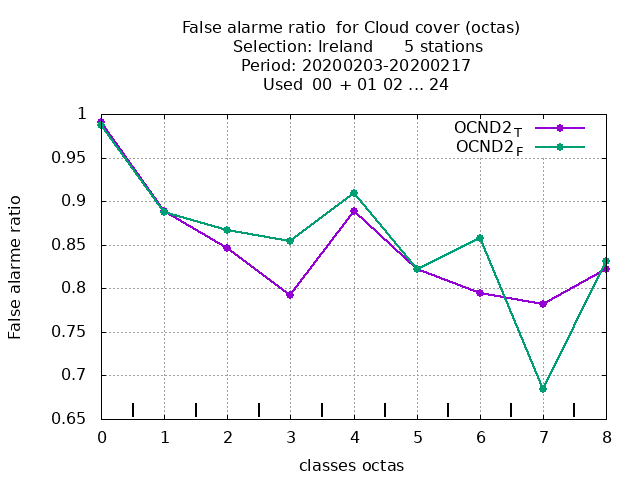 False alarme ratio  for Cloud cover (octas)
Selection: Ireland      5 stations
Period: 20200203-20200217
Used  00 + 01 02 ... 24
OCND2_T
OCND2_F
False alarme ratio
1
0.95
0.9
0.85
0.8
0.75
0.7
0.65
0 1 2 3 4 5 6 7 8
classes octas